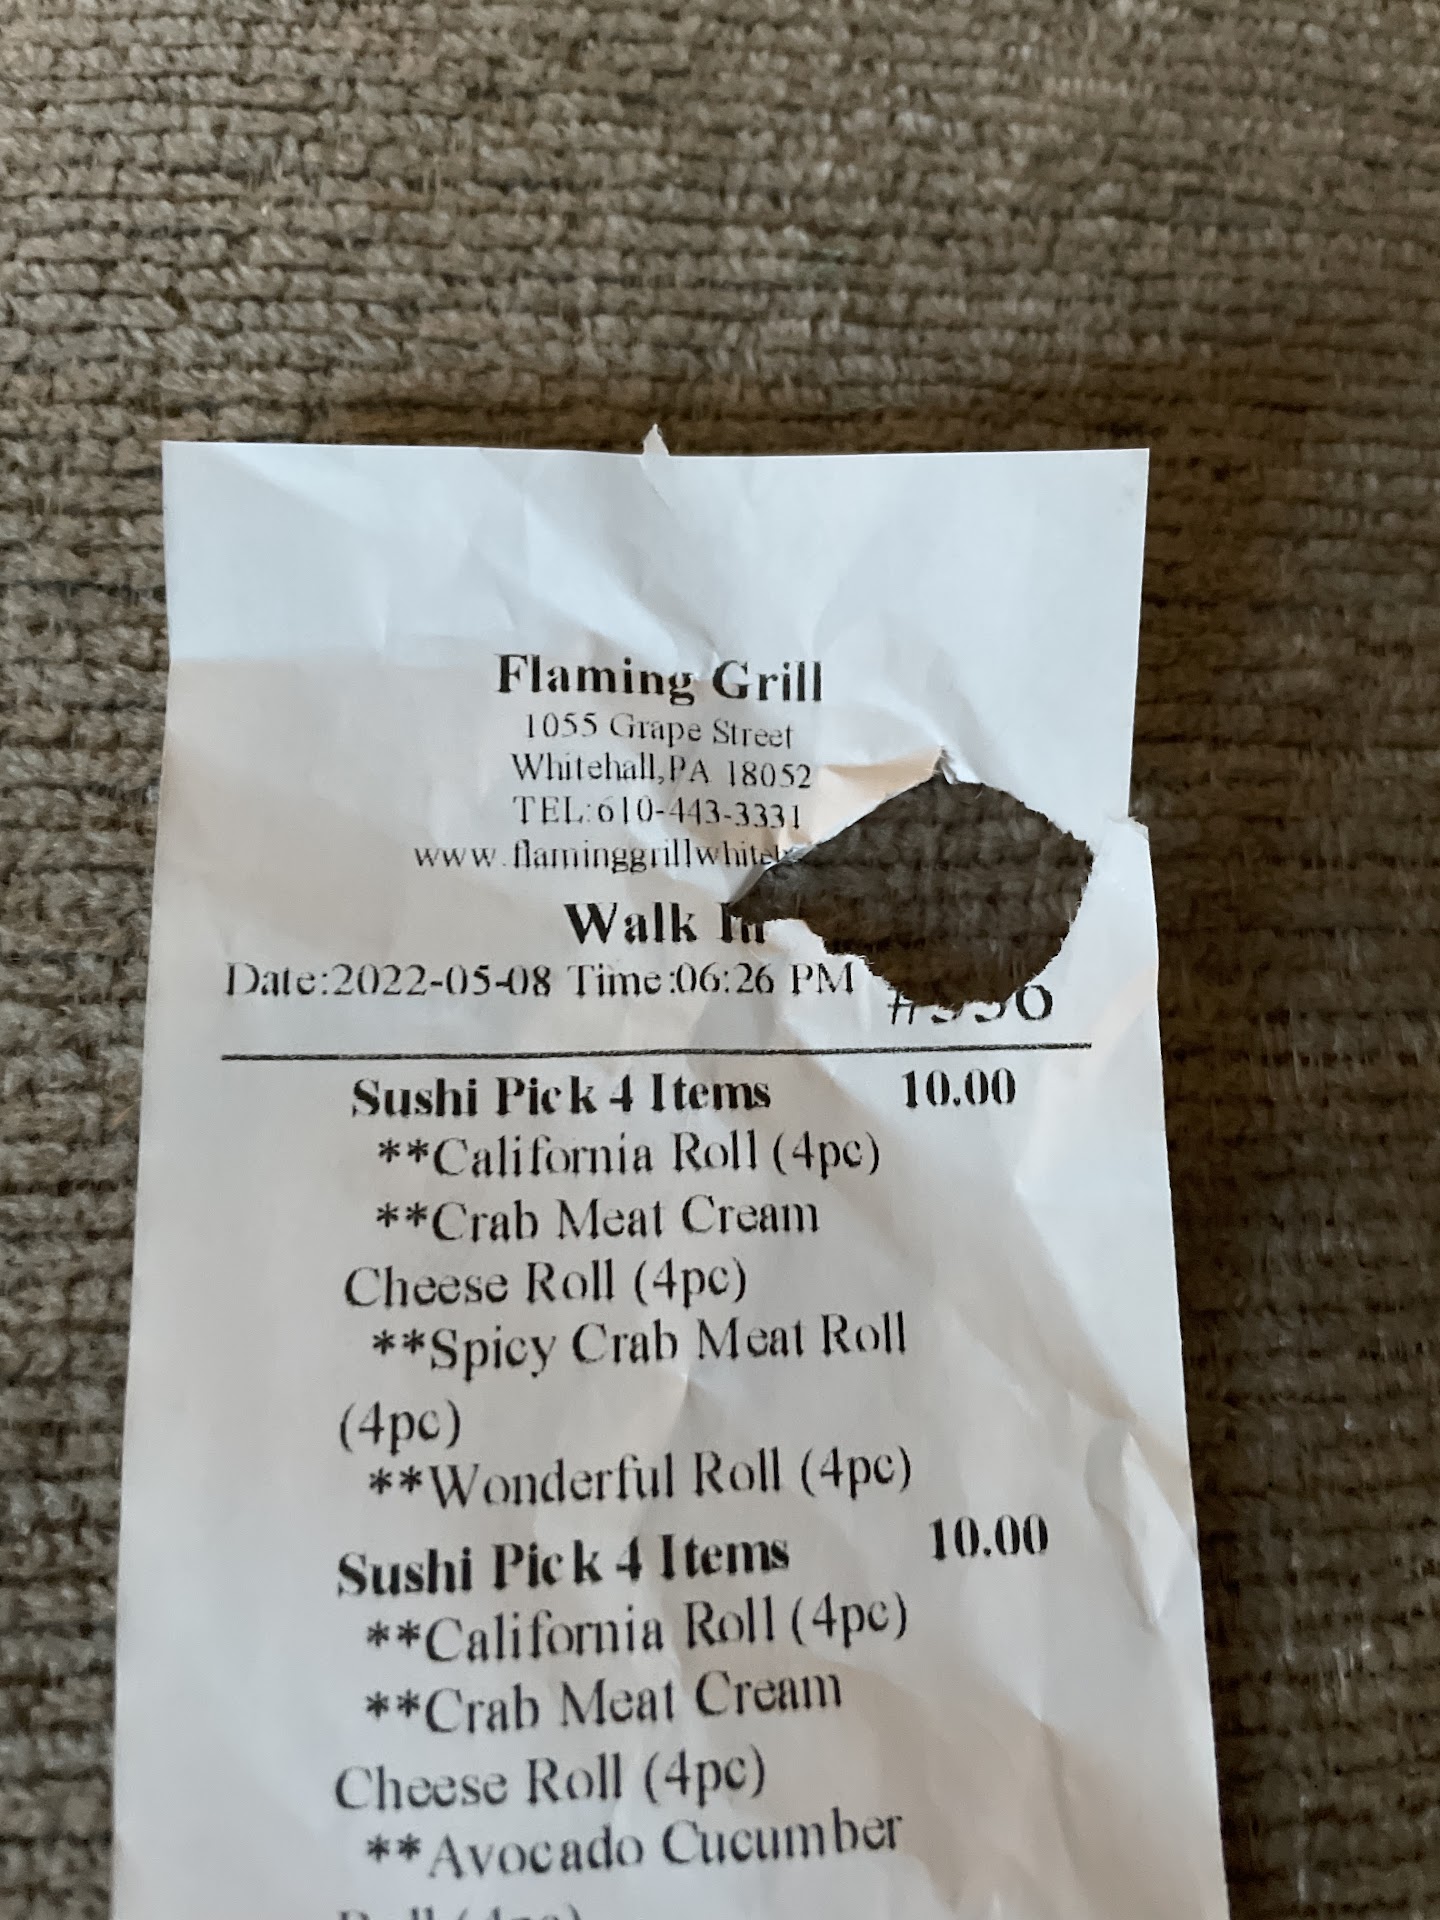 Flaming Grill
1055 Grape Street
Whitehall,PA 18052
TEL:610-443-3331
Walk In
Date:2022-05-08 Time:06:26 PM
Sushi Pick 4 Items 10.00
**California Roll (4pc)
**Crab Meat Cream
Cheese Roll (4pc)
**Spicy Crab Meat Roll
(4pc)
**Wonderful Roll (4pc)
Sushi Pick 4 Items 10.00
**California Roll (4pc)
**Crab Meat Cream
Cheese Roll (4pc)
**Avocado Cucumber